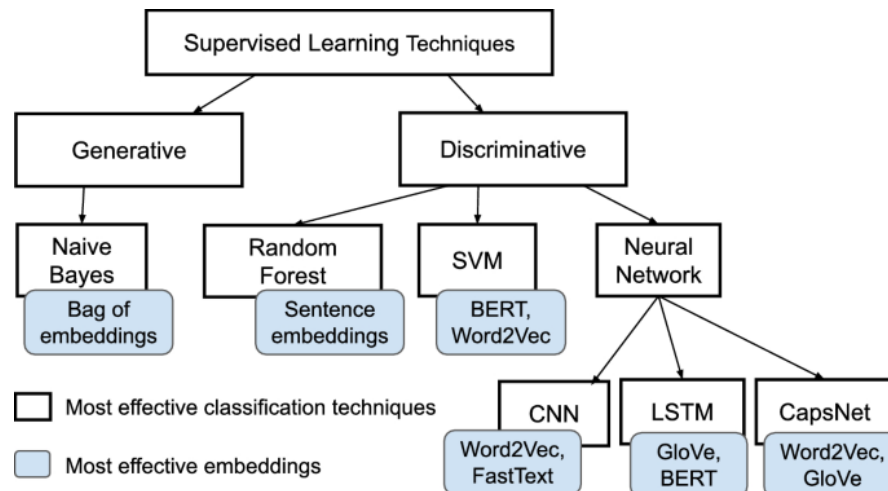 Supervised Learning Techniques
Generative
Discriminative
Naive
Bayes
Bag of
embeddings
Random
Forest
Sentence
embeddings
SVM
BERT,
Word2Vec
Neural
Network
Most effective classification techniques
Most effective embeddings
CNN
Word2Vec,
FastText
LSTM
GloVe,
BERT
CapsNet
Word2Vec,
GloVe